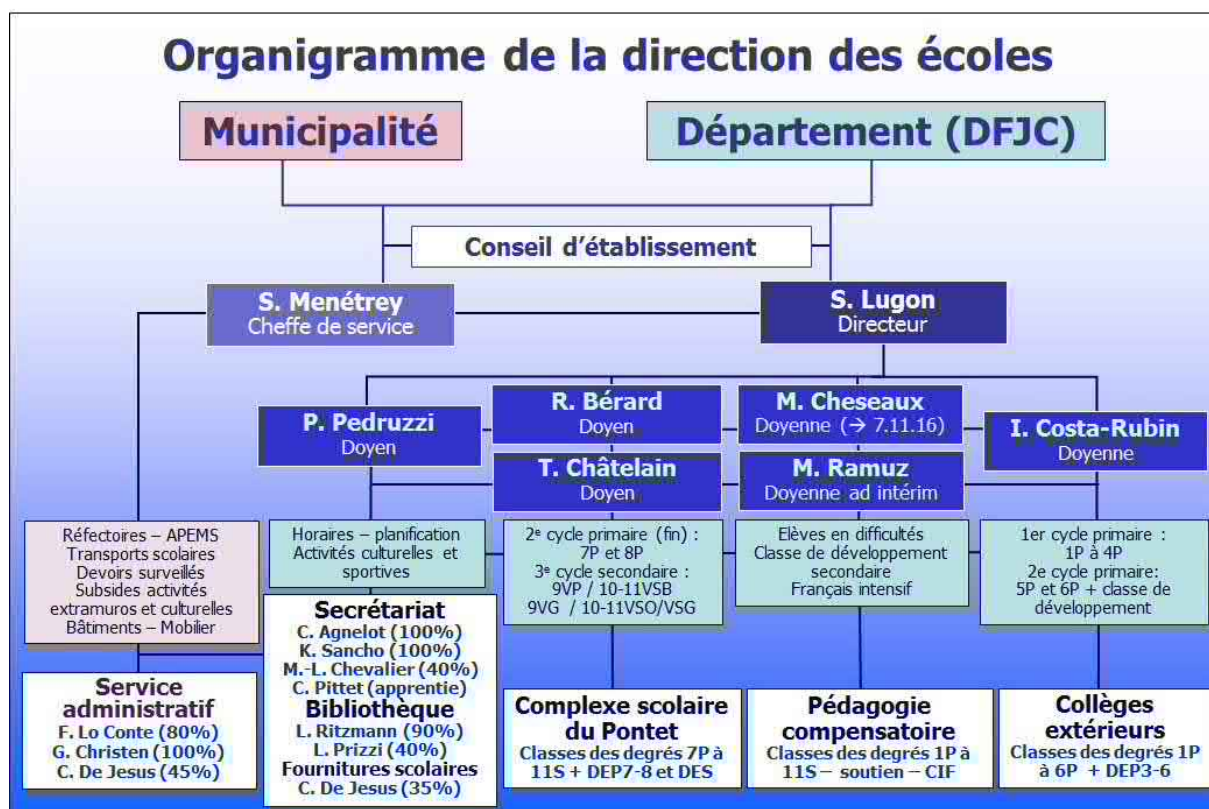 Organigramme de la direction des écoles
Municipalité
Département (DFJC)
Conseil d'établissement
S. Menétrey
Cheffe de service
S. Lugon
Directeur
P. Pedruzzi
Doyen
R. Bérard
Doyen
M. Cheseaux
Doyenne (→ 7.11.16)
I. Costa-Rubin
Doyenne
T. Châtelain
Doyen
M. Ramuz
Doyenne ad intérim
Réfectoires – APEMS
Transports scolaires
Devoirs surveillés
Subsides activités
extramuros et culturelles
Bâtiments – Mobilier
Horaires – planification
Activités culturelles et
sportives
2e cycle primaire (fin) :
7P et 8P
3e cycle secondaire :
9VP / 10-11VSB
9VG / 10-11VSO/VSG
Elèves en difficultés
Classe de développement
secondaire
Français intensif
1er cycle primaire :
1P à 4P
2e cycle primaire:
5P et 6P + classe de
développement
Service
administratif
F. Lo Conte (80%)
G. Christen (100%)
C. De Jesus (45%)
Secrétariat
C. Agnelot (100%)
K. Sancho (100%)
M.-L. Chevalier (40%)
C. Pittet (apprentie)
Bibliothèque
L. Ritzmann (90%)
L. Prizzi (40%)
Fournitures scolaires
C. De Jesus (35%)
Complexe scolaire
du Pontet
Classes des degrés 7P à
11S + DEP7-8 et DES
Pédagogie
compensatoire
Classes des degrés 1P à
11S – soutien – CIF
Collèges
extérieurs
Classes des degrés 1P
à 6P + DEP3-6